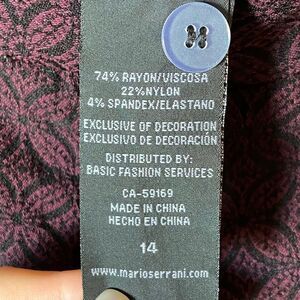 74% RAYON/VISCOSA
22%NYLON
4% SPANDEX/ELASTANO
EXCLUSIVE OF DECORATION
EXCLUSIVO DE DECORACIÓN
DISTRIBUTED BY:
BASIC FASHION SERVICES
CA-59169
MADE IN CHINA
HECHO EN CHINA
14
www.marioserrani.com